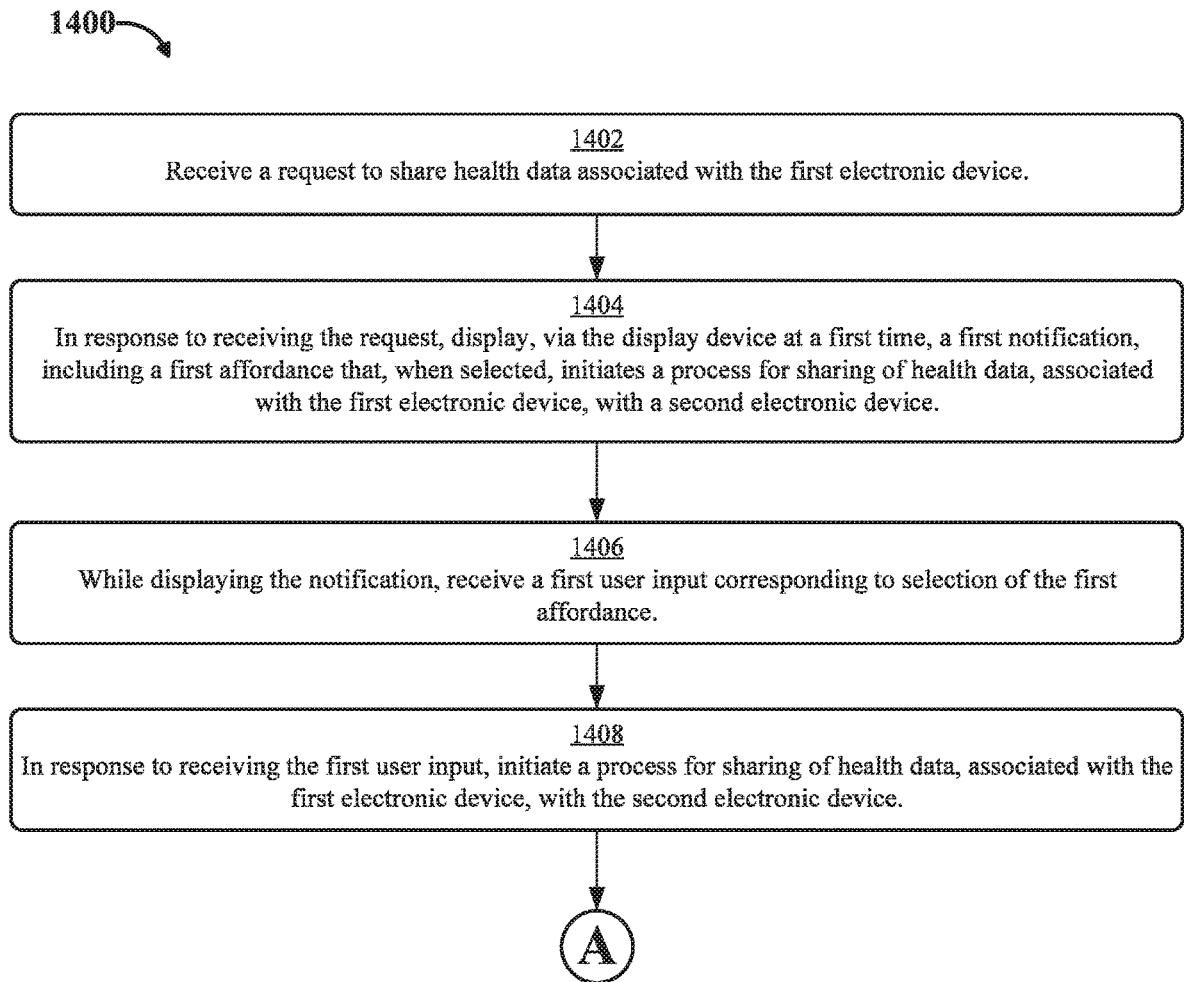 1400
1402
Receive a request to share health data associated with the first electronic device.
1404
In response to receiving the request, display, via the display device at a first time, a first notification,
including a first affordance that, when selected, initiates a process for sharing of health data, associated
with the first electronic device, with a second electronic device.
1406
While displaying the notification, receive a first user input corresponding to selection of the first
affordance.
1408
In response to receiving the first user input, initiate a process for sharing of health data, associated with the
first electronic device, with the second electronic device.
A